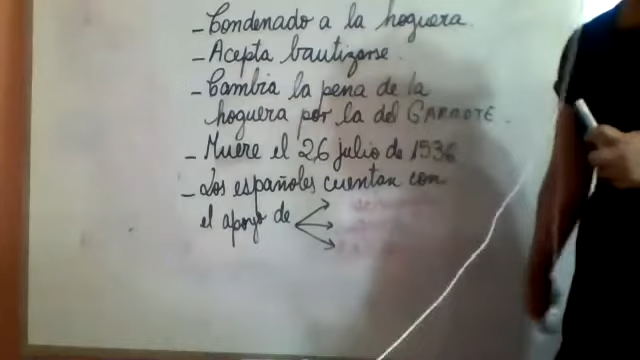 - Condenado a la hoguera.
- Acepta bautizarse.
- Cambia la pena de la
hoguera por la del GARROTE.
- Muere el 26 julio de 1536
- Los españoles cuentan con
el apoyo de